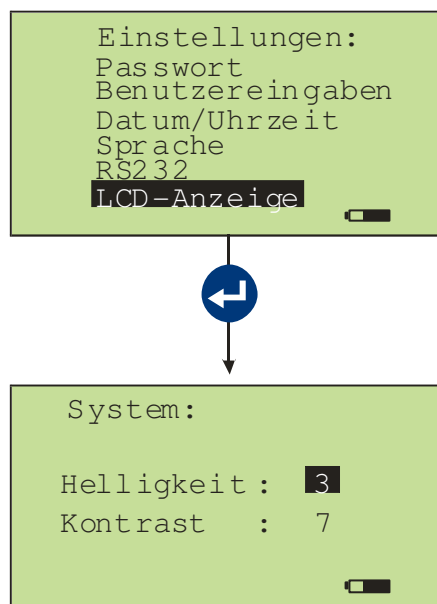 Einstellungen:
Passwort
Benutzereingaben
Datum/Uhrzeit
Sprache
RS232
LCD-Anzeige
System:
Helligkeit: 3
Kontrast : 7